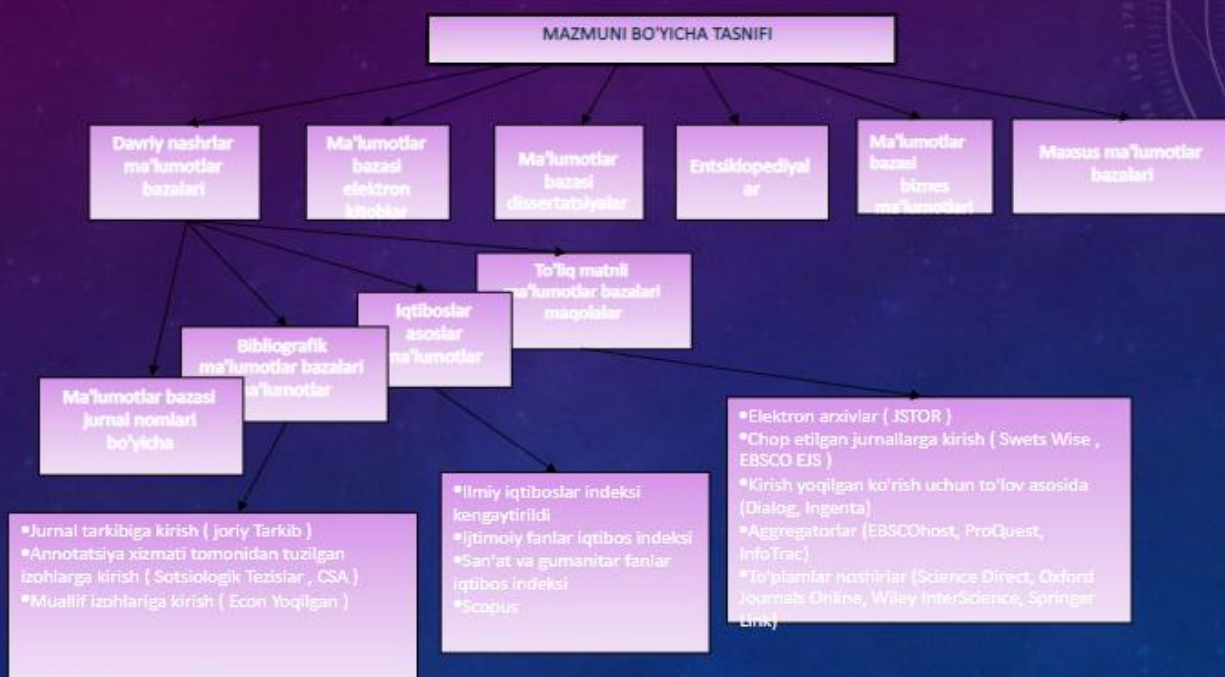 MAZMUNI BO'YICHA TASNIFI
Davriy nashrlar
ma'lumotlar
bazalari
Ma'lumotlar
bazasi
elektron
kitoblar
Ma'lumotlar
bazasi
dissertatsiyalar
Entsiklopediyal
ar
Ma'lumotlar
bazasi
biznes
ma'lumotlari
Maxsus ma'lumotlar
bazalari
To'liq matnli
ma'lumotlar bazalari
maqolalar
Iqtiboslar
asoslar
ma'lumotlar
Bibliografik
ma'lumotlar bazalari
ma'lumotlar
Ma'lumotlar bazasi
jurnal nomlari
bo'yicha
•Jurnal tarkibiga kirish ( joriy Tarkib )
•Annotatsiya xizmati tomonidan tuzilgan
izohlarga kirish ( Sotsiologik Tezislar , CSA )
•Muallif izohlariga kirish ( Econ Yoqilgan )
•Ilmiy iqtiboslar indeksi
kengaytirildi
•Ijtimoiy fanlar iqtibos indeksi
•San'at va gumanitar fanlar
iqtibos indeksi
•Scopus
•Elektron arxivlar ( JSTOR )
•Chop etilgan jurnallarga kirish ( Swets Wise ,
EBSCO EJS )
•Kirish yoqilgan ko'rish uchun to'lov asosida
(Dialog, Ingenta)
•Aggregatorlar (EBSCOhost, ProQuest,
InfoTrac)
•To'plamlar noshirlar (Science Direct, Oxford
Journals Online, Wiley InterScience, Springer
Link)